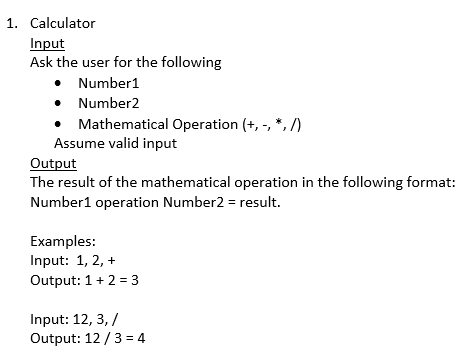 1. Calculator
Input
Ask the user for the following
• Number1
• Number2
• Mathematical Operation (+, -, *, /)
Assume valid input
Output
The result of the mathematical operation in the following format:
Number1 operation Number2 = result.
Examples:
Input:  1, 2, +
Output: 1 + 2 = 3
Input: 12, 3, /
Output: 12 / 3 = 4